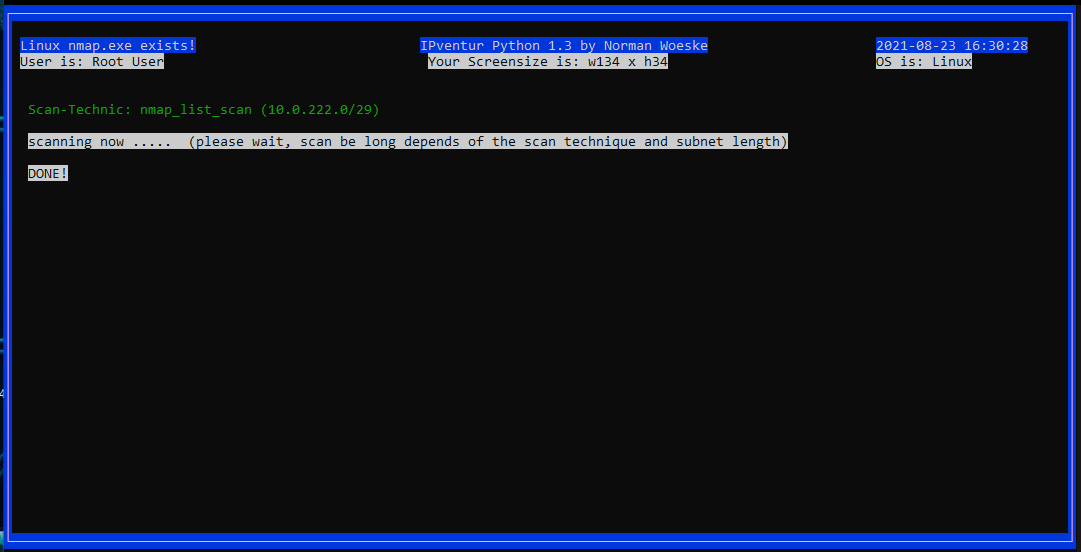 Linux nmap.exe exists! IPventur Python 1.3 by Norman Woeske 2021-08-23 16:30:28
User is: Root User Your Screensize is: w134 x h34 OS is: Linux
Scan-Technic: nmap_list_scan (10.0.222.0/29)
scanning now ..... (please wait, scan be long depends of the scan technique and subnet length)
DONE!
4